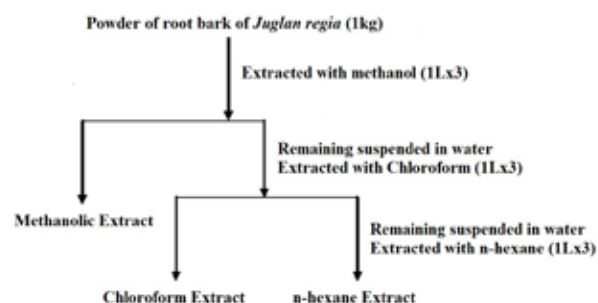 Powder of root bark of Juglan regia (1kg)
Extracted with methanol (1Lx3)
Remaining suspended in water
Extracted with Chloroform (1Lx3)
Methanolic Extract
Remaining suspended in water
Extracted with n-hexane (1Lx3)
Chloroform Extract
n-hexane Extract